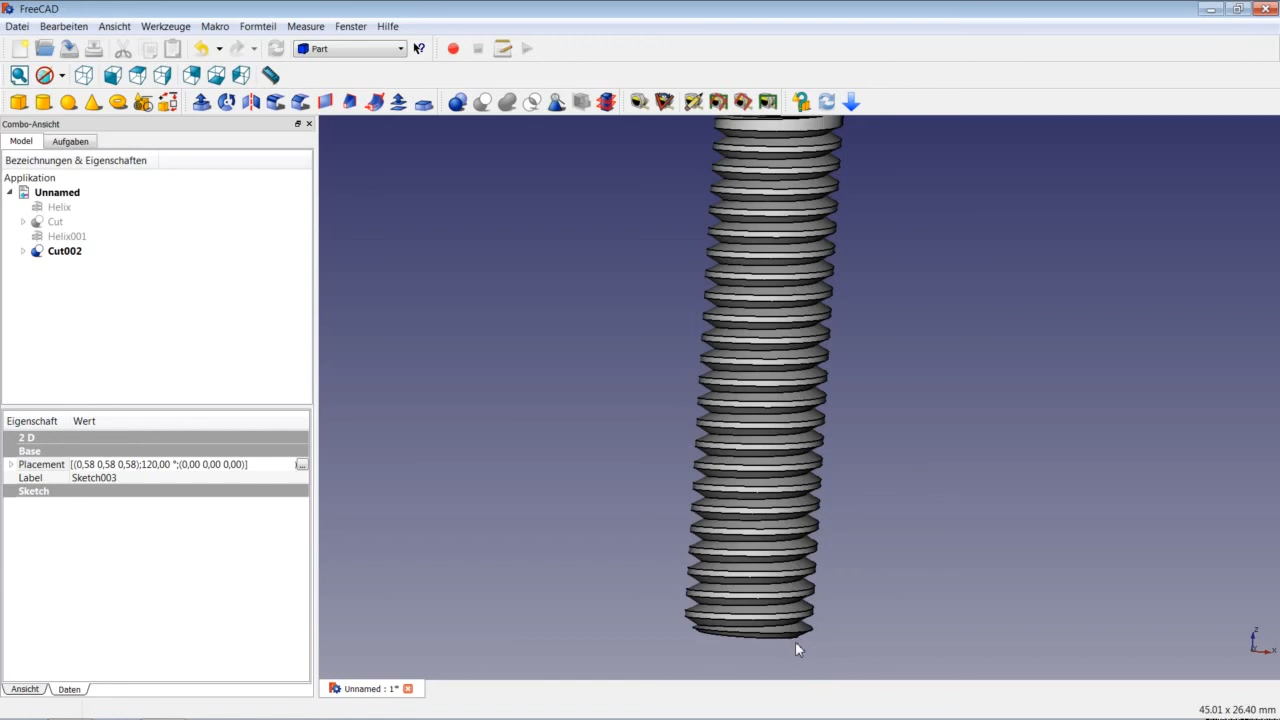 FreeCAD
Datei Bearbeiten Ansicht Werkzeuge Makro Formteil Measure Fenster Hilfe
Part
Combo-Ansicht
Model Aufgaben
Bezeichnungen & Eigenschaften
Applikation
Unnamed
Helix
Cut
Helix001
Cut002
Eigenschaft Wert
2 D
Base
Placement [(0,58 0,58 0,58);120,00 °;(0,00 0,00 0,00)] ...
Label Sketch003
Sketch
Ansicht Daten
Unnamed : 1*
Z
Y
X
45.01 x 26.40 mm